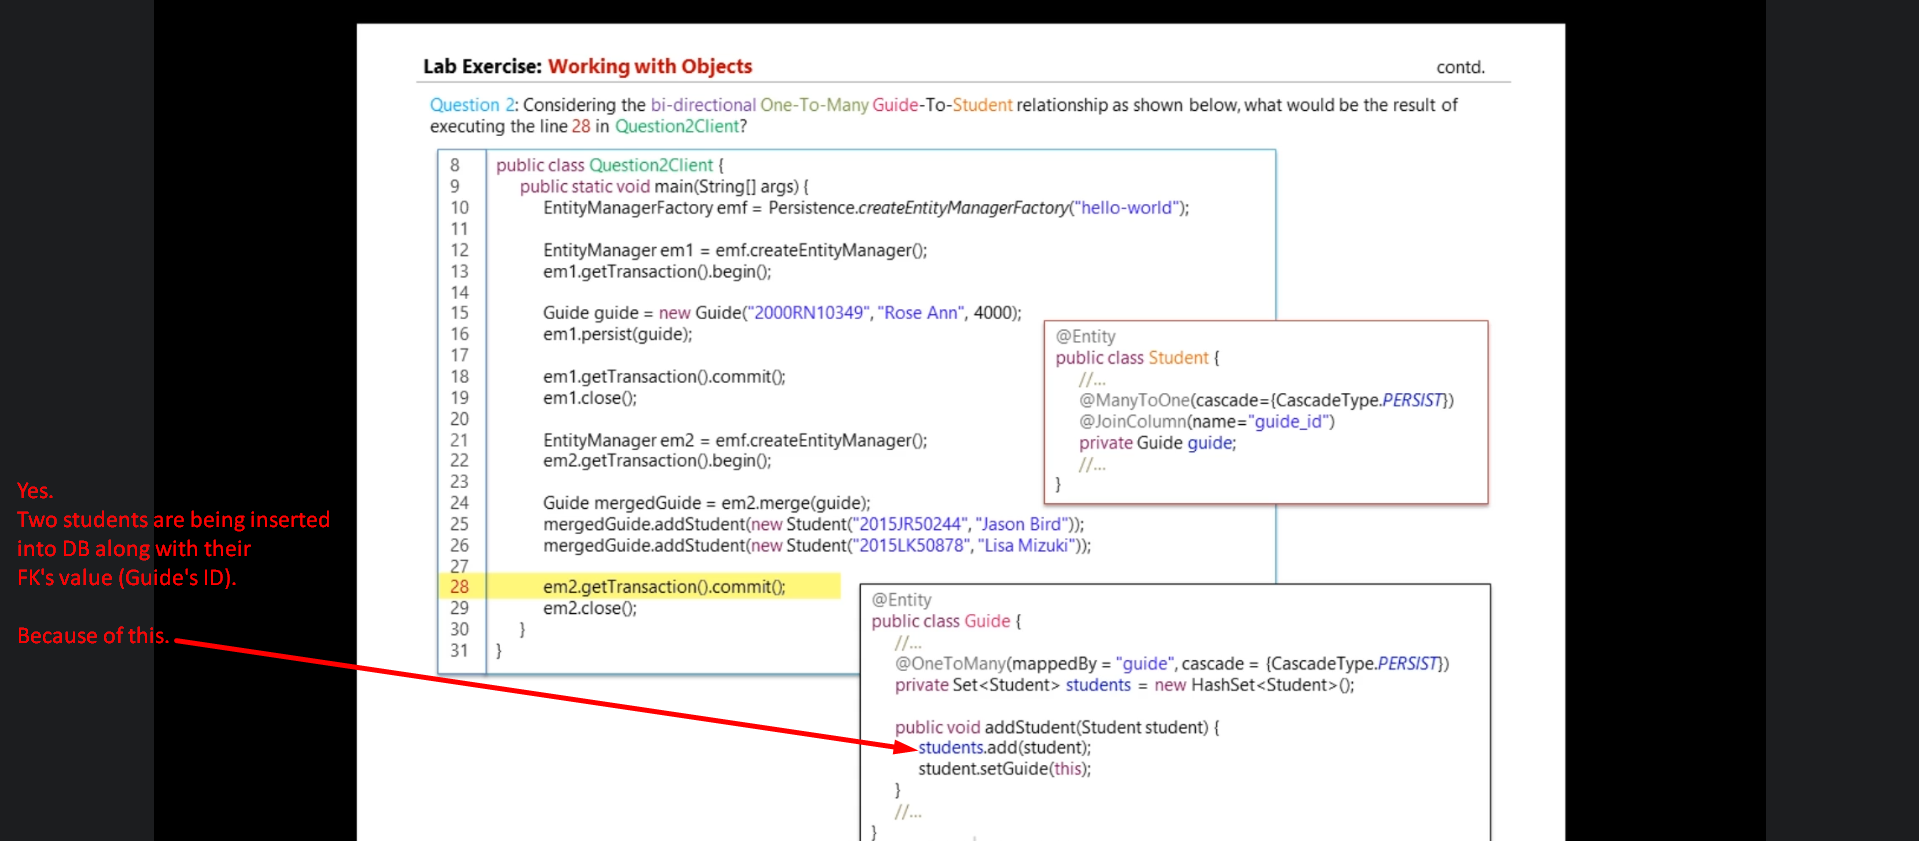 Lab Exercise: Working with Objects contd.
Question 2: Considering the bi-directional One-To-Many Guide-To-Student relationship as shown below, what would be the result of
executing the line 28 in Question2Client?
8 public class Question2Client {
9 public static void main(String[] args) {
10 EntityManagerFactory emf = Persistence.createEntityManagerFactory("hello-world");
11
12 EntityManager em1 = emf.createEntityManager();
13 em1.getTransaction().begin();
14
15 Guide guide = new Guide("2000RN10349", "Rose Ann", 4000);
16 em1.persist(guide);
17
18 em1.getTransaction().commit();
19 em1.close();
20
21 EntityManager em2 = emf.createEntityManager();
22 em2.getTransaction().begin();
23
24 Guide mergedGuide = em2.merge(guide);
25 mergedGuide.addStudent(new Student("2015JR50244", "Jason Bird"));
26 mergedGuide.addStudent(new Student("2015LK50878", "Lisa Mizuki"));
27
28 em2.getTransaction().commit();
29 em2.close();
30 }
31 }
@Entity
public class Student {
//...
@ManyToOne(cascade={CascadeType.PERSIST})
@JoinColumn(name="guide_id")
private Guide guide;
//...
}
@Entity
public class Guide {
//...
@OneToMany(mappedBy = "guide", cascade = {CascadeType.PERSIST})
private Set<Student> students = new HashSet<Student>();
public void addStudent(Student student) {
students.add(student);
student.setGuide(this);
}
//...
}
Yes.
Two students are being inserted
into DB along with their
FK's value (Guide's ID).
Because of this.